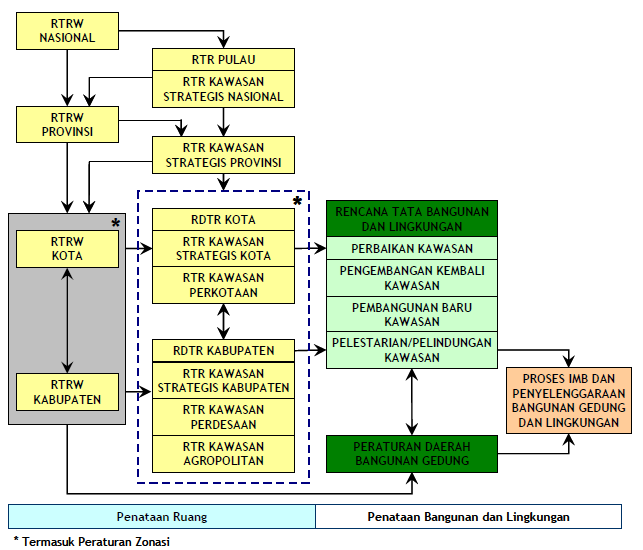 RTRW
NASIONAL
RTR PULAU
RTR KAWASAN
STRATEGIS NASIONAL
RTRW
PROVINSI
RTR KAWASAN
STRATEGIS PROVINSI
*
RTRW
KOTA
RTRW
KABUPATEN
*
RDTR KOTA
RTR KAWASAN
STRATEGIS KOTA
RTR KAWASAN
PERKOTAAN
RDTR KABUPATEN
RTR KAWASAN
STRATEGIS KABUPATEN
RTR KAWASAN
PERDESAAN
RTR KAWASAN
AGROPOLITAN
RENCANA TATA BANGUNAN
DAN LINGKUNGAN
PERBAIKAN KAWASAN
PENGEMBANGAN KEMBALI
KAWASAN
PEMBANGUNAN BARU
KAWASAN
PELESTARIAN/PELINDUNGAN
KAWASAN
PERATURAN DAERAH
BANGUNAN GEDUNG
PROSES IMB DAN
PENYELENGGARAAN
BANGUNAN GEDUNG
DAN LINGKUNGAN
Penataan Ruang
Penataan Bangunan dan Lingkungan
* Termasuk Peraturan Zonasi